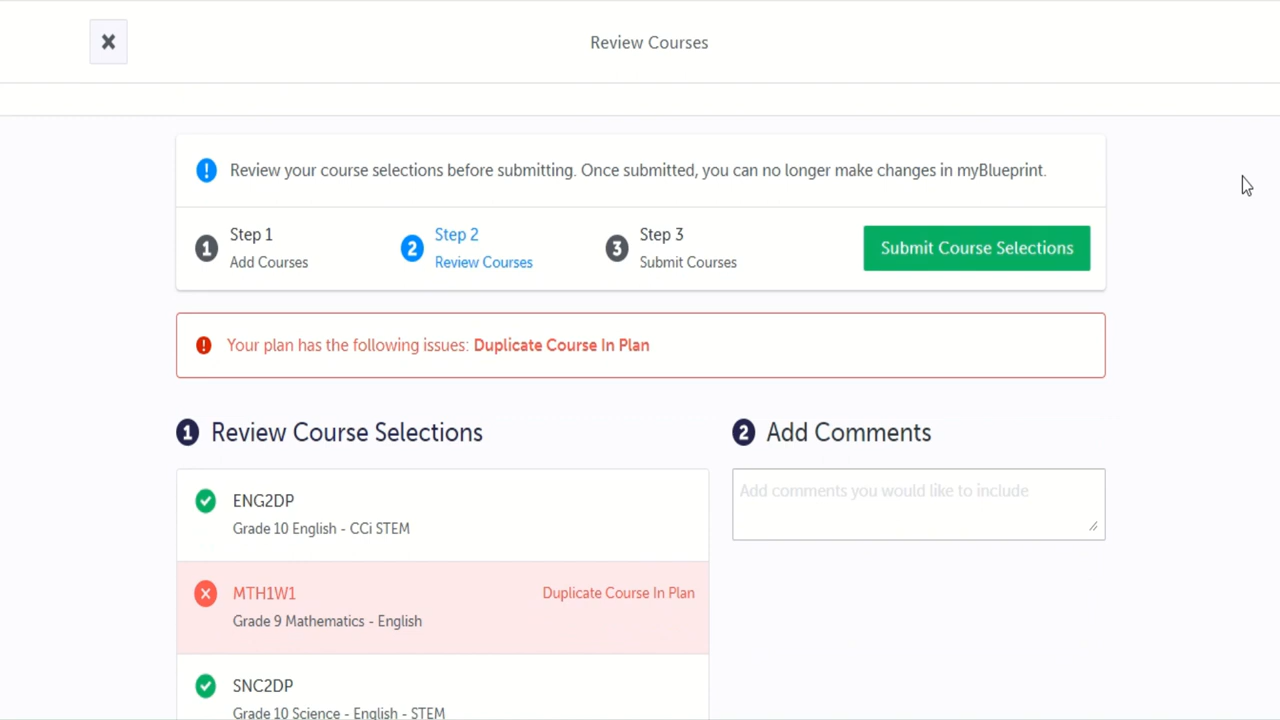 Review Courses
Review your course selections before submitting. Once submitted, you can no longer make changes in myBlueprint.
1 Step 1
Add Courses
2 Step 2
Review Courses
3 Step 3
Submit Courses
Submit Course Selections
Your plan has the following issues: Duplicate Course In Plan
1 Review Course Selections
ENG2DP
Grade 10 English - CCi STEM
MTH1W1 Duplicate Course In Plan
Grade 9 Mathematics - English
SNC2DP
Grade 10 Science - English - STEM
2 Add Comments
Add comments you would like to include